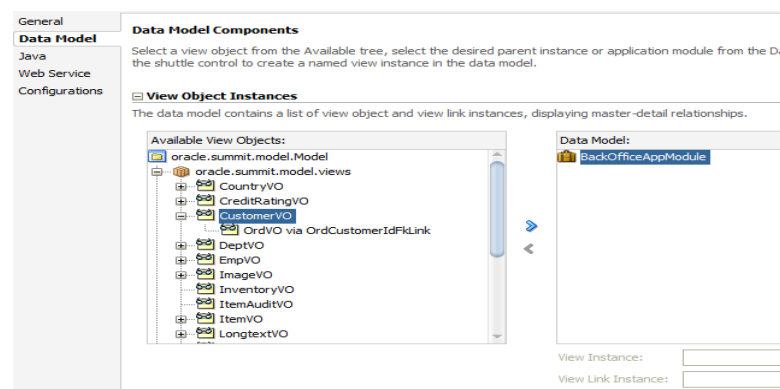 General
Data Model
Java
Web Service
Configurations
Data Model Components
Select a view object from the Available tree, select the desired parent instance or application module from the Da
the shuttle control to create a named view instance in the data model.
View Object Instances
The data model contains a list of view object and view link instances, displaying master-detail relationships.
Available View Objects:
oracle.summit.model.Model
oracle.summit.model.views
CountryVO
CreditRatingVO
CustomerVO
OrdVO via OrdCustomerIdFkLink
DeptVO
EmpVO
ImageVO
InventoryVO
ItemAuditVO
ItemVO
LongtextVO
Data Model:
BackOfficeAppModule
View Instance:
View Link Instance: